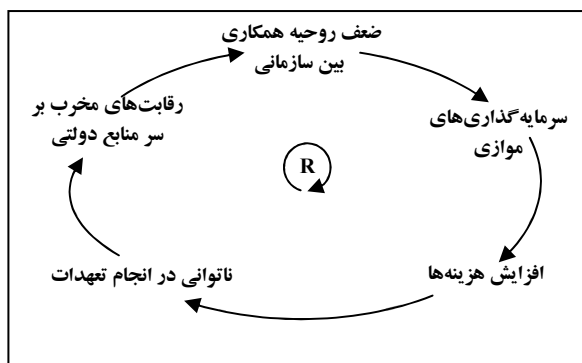 ضعف روحیه همکاری
بین سازمانی
سرمایه‌گذاری‌های
موازی
افزایش هزینه‌ها
ناتوانی در انجام تعهدات
رقابت‌های مخرب بر
سر منابع دولتی
R